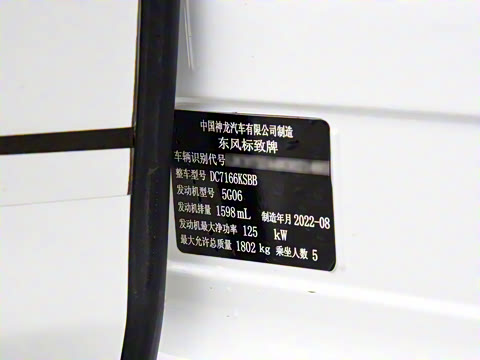 中国神龙汽车有限公司制造
东风标致牌
车辆识别代号
整车型号 DC7166KSBB
发动机型号 5G06
发动机排量 1598 mL 制造年月 2022-08
发动机最大净功率 125 kW
最大允许总质量 1802 kg 乘坐人数 5